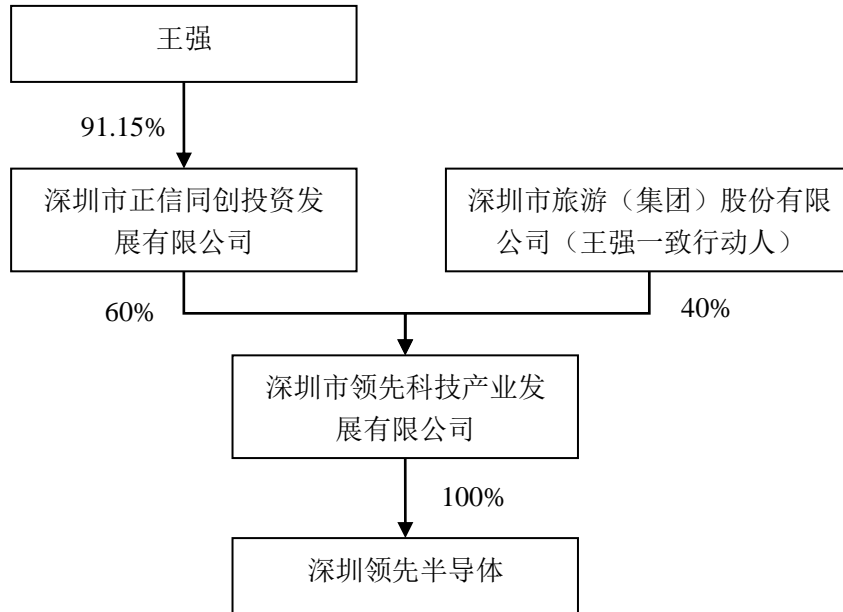 王强
91.15%
深圳市正信同创投资发
展有限公司
深圳市旅游（集团）股份有限
公司（王强一致行动人）
60%
40%
深圳市领先科技产业发
展有限公司
100%
深圳领先半导体